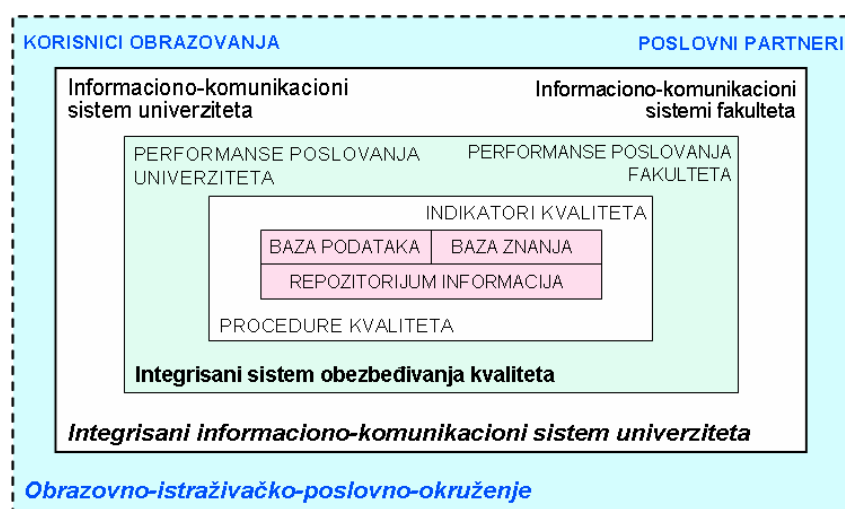 KORISNICI OBRAZOVANJA
POSLOVNI PARTNERI
Informaciono-komunikacioni
sistem univerziteta
Informaciono-komunikacioni
sistemi fakulteta
PERFORMANSE POSLOVANJA
UNIVERZITETA
PERFORMANSE POSLOVANJA
FAKULTETA
INDIKATORI KVALITETA
BAZA PODATAKA
BAZA ZNANJA
REPOZITORIJUM INFORMACIJA
PROCEDURE KVALITETA
Integrisani sistem obezbeđivanja kvaliteta
Integrisani informaciono-komunikacioni sistem univerziteta
Obrazovno-istraživačko-poslovno-okruženje